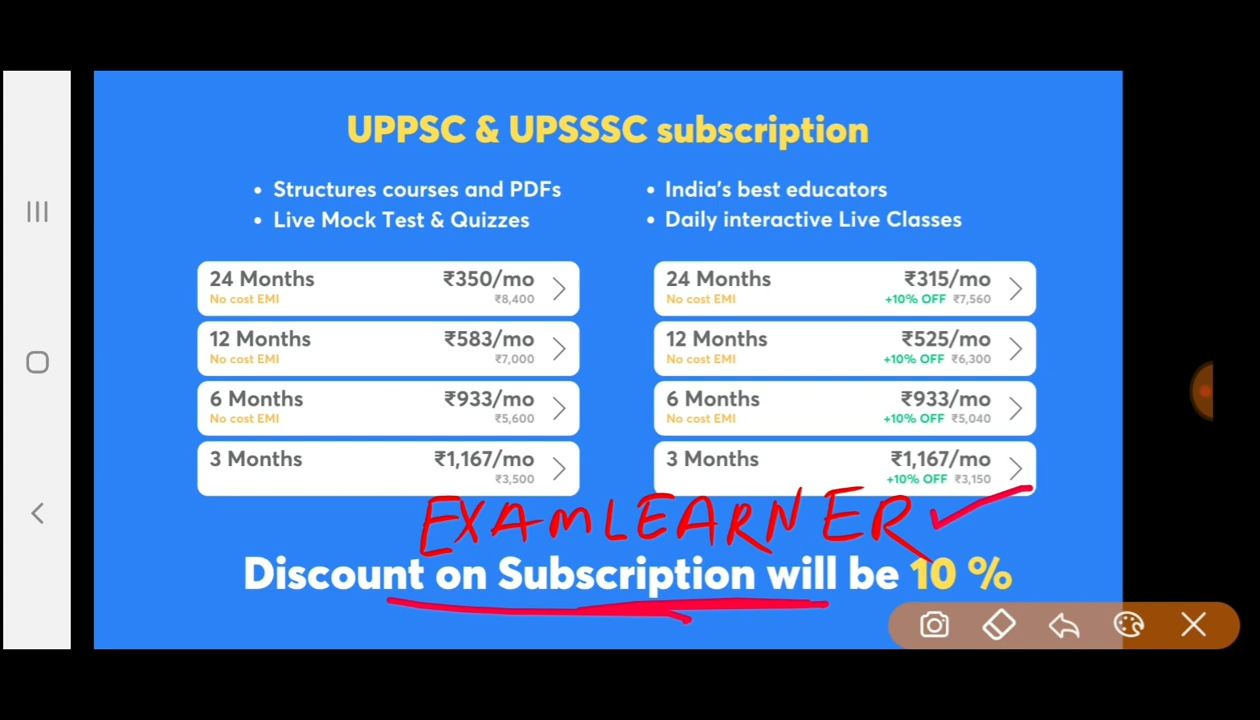 UPPSC & UPSSSC subscription
• Structures courses and PDFs
• Live Mock Test & Quizzes
• India's best educators
• Daily interactive Live Classes
24 Months ₹350/mo
No cost EMI ₹8,400
12 Months ₹583/mo
No cost EMI ₹7,000
6 Months ₹933/mo
No cost EMI ₹5,600
3 Months ₹1,167/mo
₹3,500
24 Months ₹315/mo
No cost EMI +10% OFF ₹7,560
12 Months ₹525/mo
No cost EMI +10% OFF ₹6,300
6 Months ₹933/mo
No cost EMI +10% OFF ₹5,040
3 Months ₹1,167/mo
+10% OFF ₹3,150
EXAMLEARNER
Discount on Subscription will be 10 %